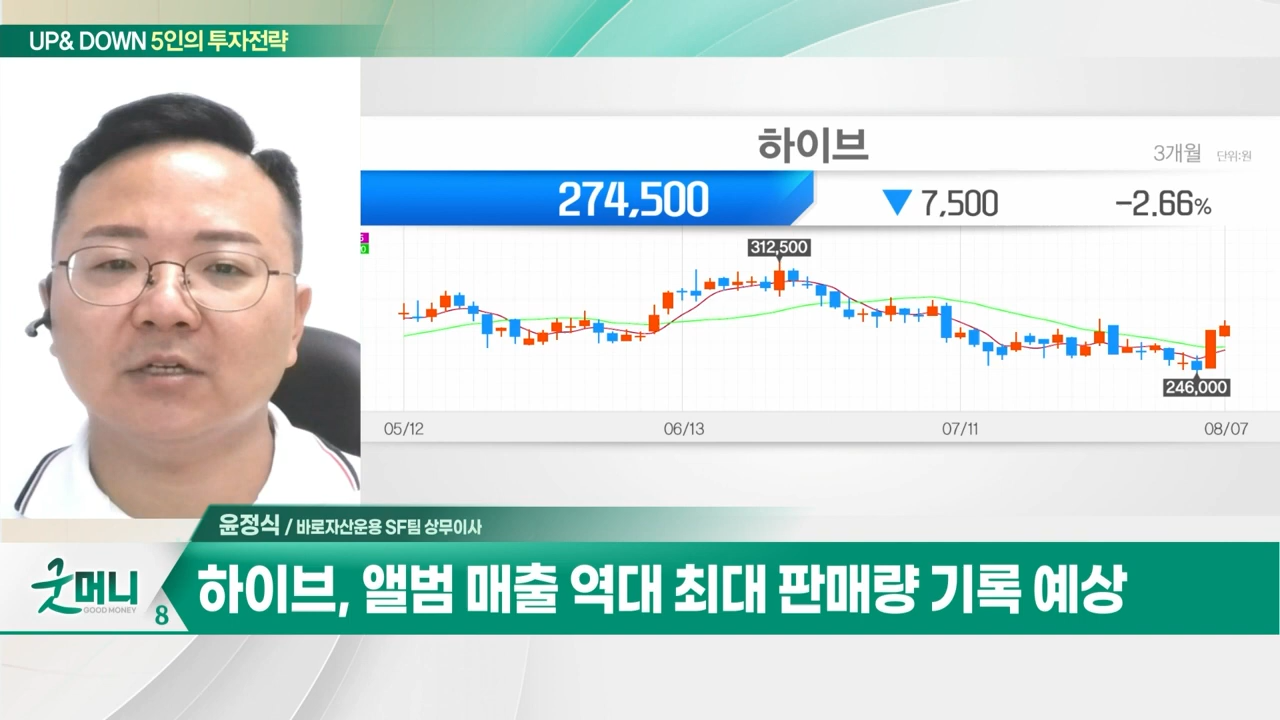 UP& DOWN 5인의 투자전략
하이브
3개월 단위:원
274,500 ▼ 7,500 -2.66%
312,500
246,000
05/12 06/13 07/11 08/07
윤정식 / 바로자산운용 SF팀 상무이사
굿머니
GOOD MONEY
8
하이브, 앨범 매출 역대 최대 판매량 기록 예상